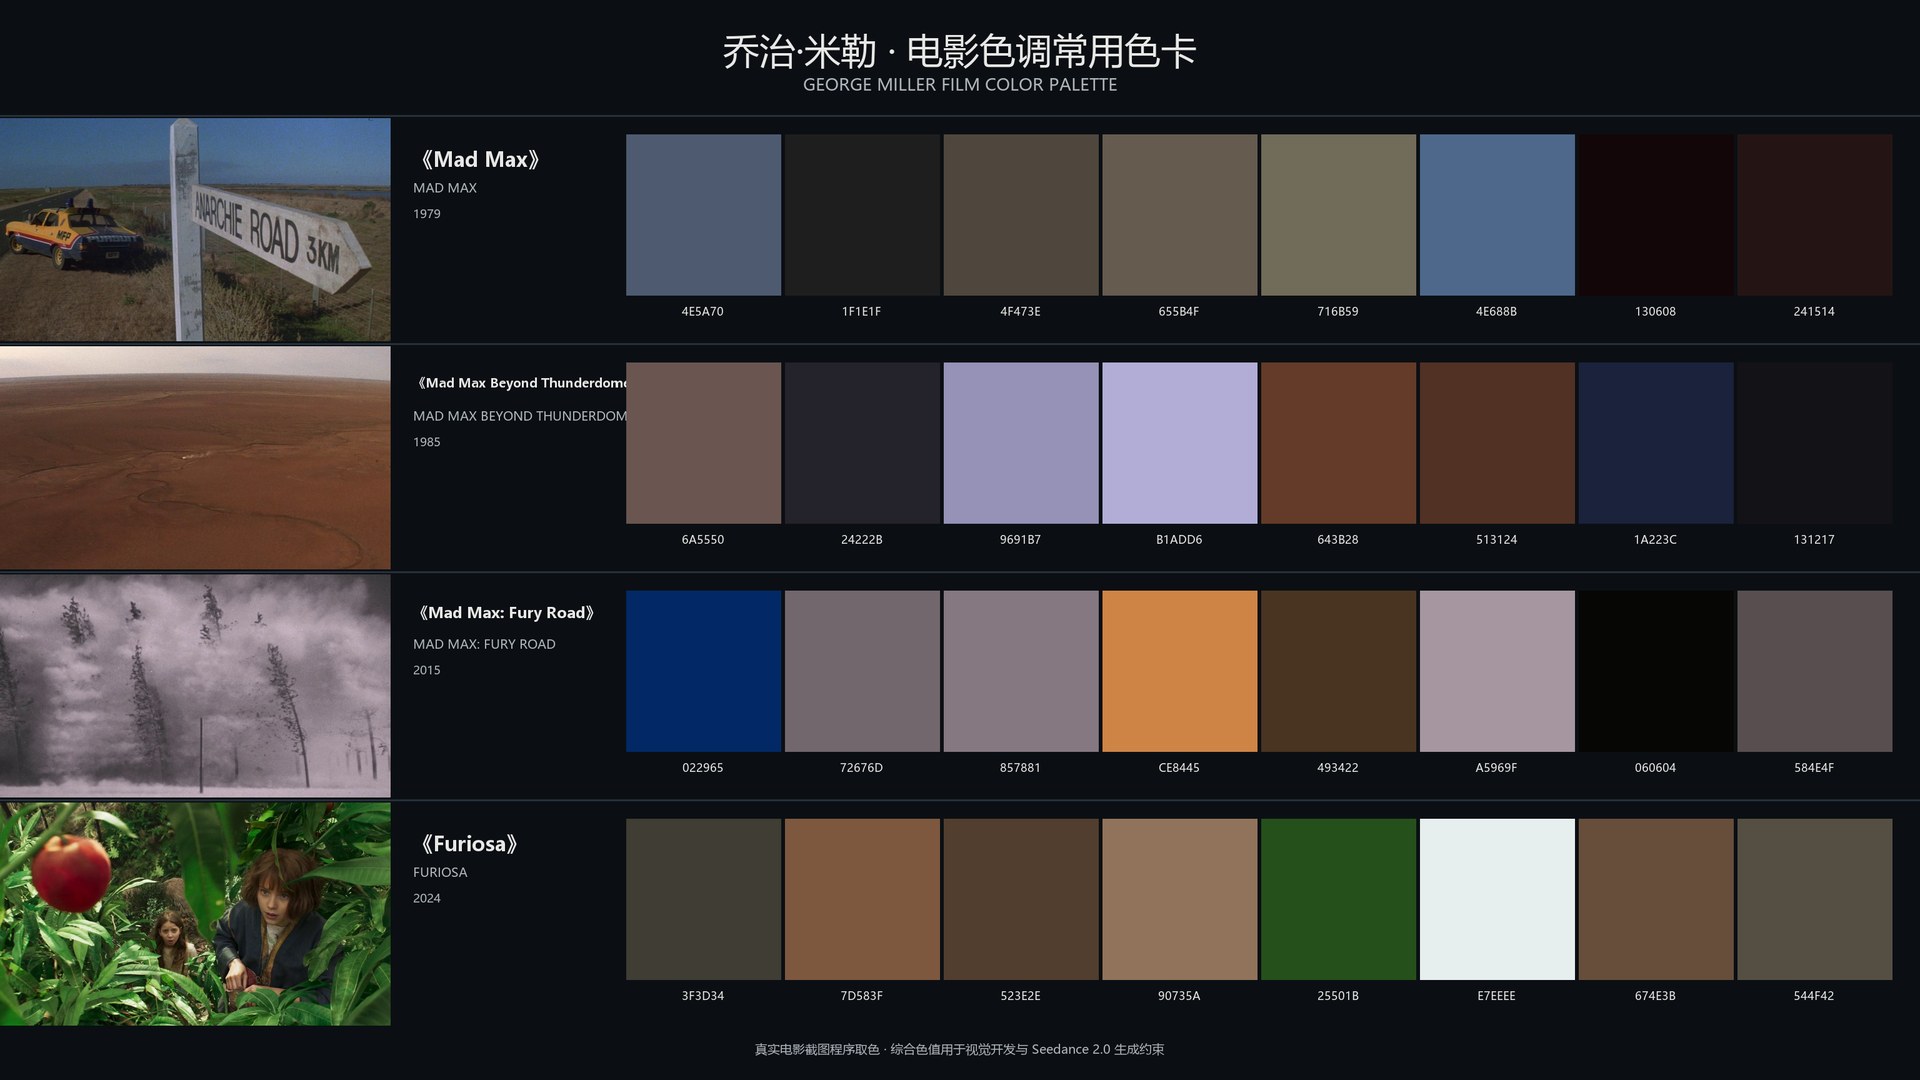 乔治·米勒 · 电影色调常用色卡
GEORGE MILLER FILM COLOR PALETTE
ANARCHIE ROAD 3KM
MFP
PURSUIT
《Mad Max》
MAD MAX
1979
4E5A70
1F1E1F
4F473E
655B4F
716B59
4E688B
130608
241514
《Mad Max Beyond Thunderdome
MAD MAX BEYOND THUNDERDOM
1985
6A5550
24222B
9691B7
B1ADD6
643B28
513124
1A223C
131217
《Mad Max: Fury Road》
MAD MAX: FURY ROAD
2015
022965
72676D
857881
CE8445
493422
A5969F
060604
584E4F
《Furiosa》
FURIOSA
2024
3F3D34
7D583F
523E2E
90735A
25501B
E7EEEE
674E3B
544F42
真实电影截图程序取色 · 综合色值用于视觉开发与 Seedance 2.0 生成约束